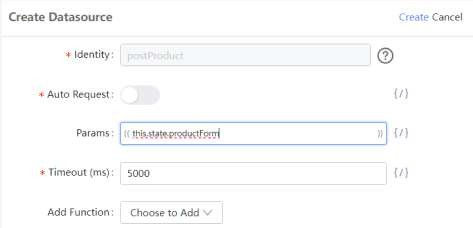 Create Datasource
Create Cancel
* Identity: postProduct ?
* Auto Request: {/}
Params: {{ this.state.productForm }} {/}
* Timeout (ms): 5000 {/}
Add Function: Choose to Add